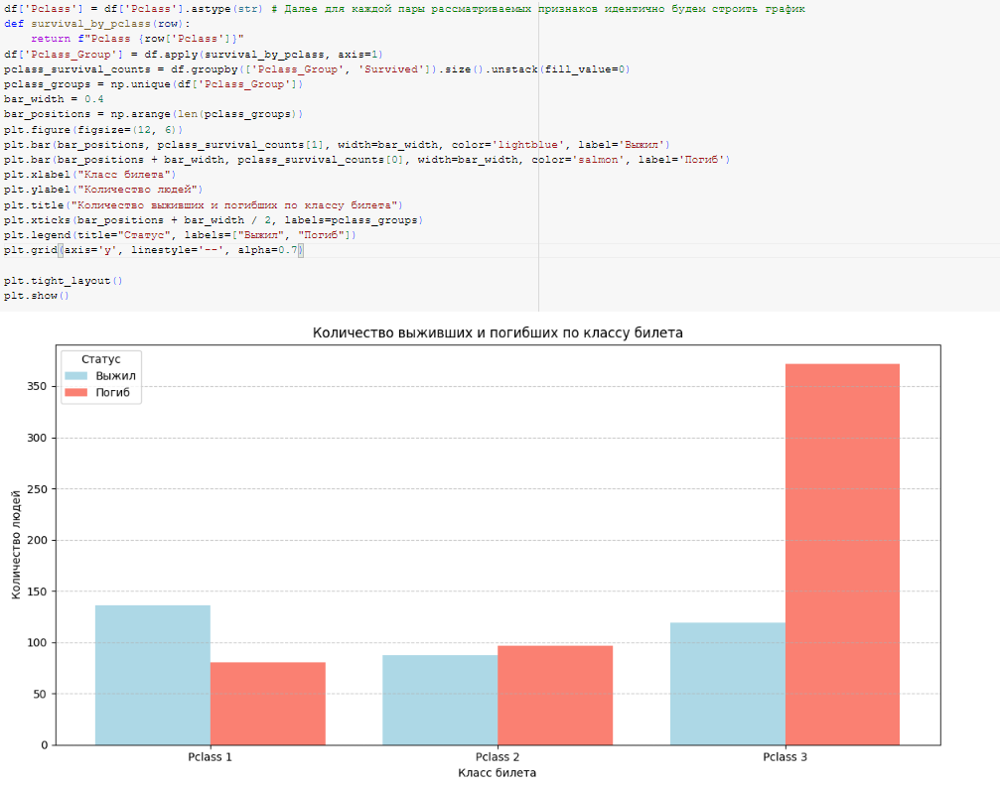 df['Pclass'] = df['Pclass'].astype(str) # Далее для каждой пары рассматриваемых признаков идентично будем строить график
def survival_by_pclass(row):
    return f"Pclass {row['Pclass']}"
df['Pclass_Group'] = df.apply(survival_by_pclass, axis=1)
pclass_survival_counts = df.groupby(['Pclass_Group', 'Survived']).size().unstack(fill_value=0)
pclass_groups = np.unique(df['Pclass_Group'])
bar_width = 0.4
bar_positions = np.arange(len(pclass_groups))
plt.figure(figsize=(12, 6))
plt.bar(bar_positions, pclass_survival_counts[1], width=bar_width, color='lightblue', label='Выжил')
plt.bar(bar_positions + bar_width, pclass_survival_counts[0], width=bar_width, color='salmon', label='Погиб')
plt.xlabel("Класс билета")
plt.ylabel("Количество людей")
plt.title("Количество выживших и погибших по классу билета")
plt.xticks(bar_positions + bar_width / 2, labels=pclass_groups)
plt.legend(title="Статус", labels=["Выжил", "Погиб"])
plt.grid(axis='y', linestyle='--', alpha=0.7)
plt.tight_layout()
plt.show()
Количество выживших и погибших по классу билета
Статус
Выжил
Погиб
350
300
250
200
150
100
50
0
Количество людей
Pclass 1
Pclass 2
Pclass 3
Класс билета